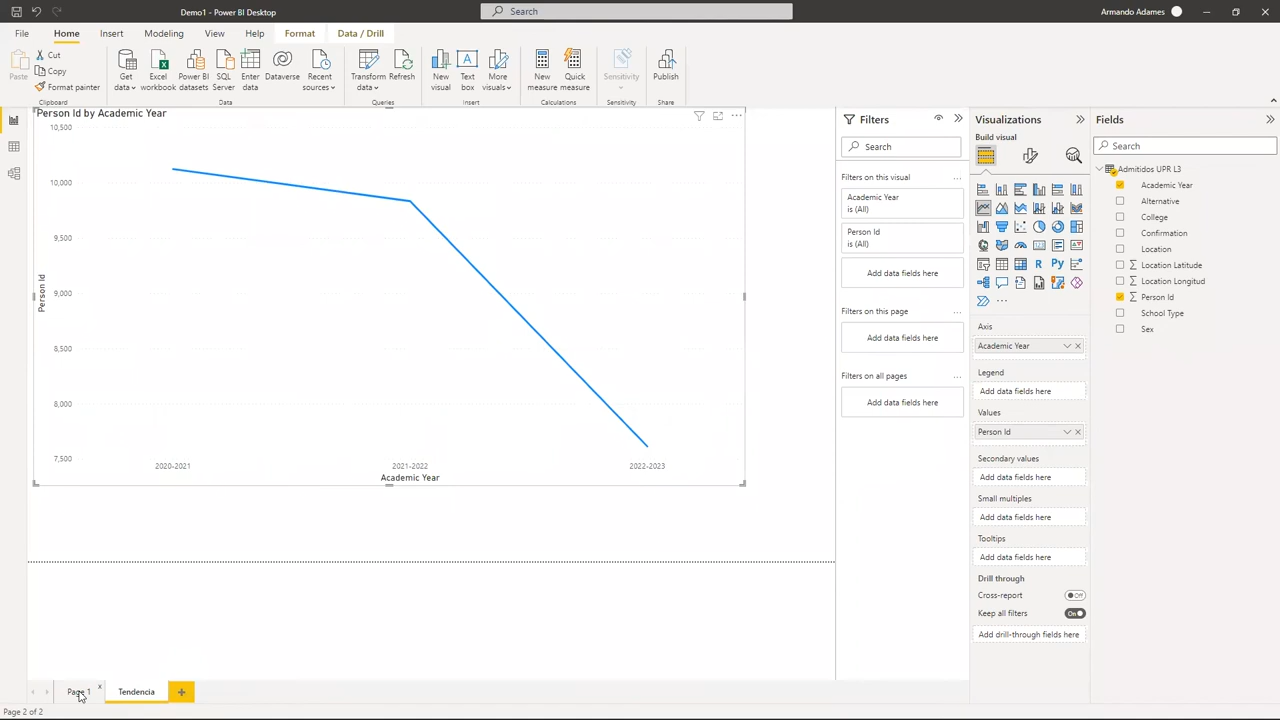 Demo1 - Power BI Desktop
Search
Armando Adames
File
Home
Insert
Modeling
View
Help
Format
Data / Drill
Paste
Cut
Copy
Format painter
Get data
Excel workbook
Power BI datasets
SQL Server
Enter data
Dataverse
Recent sources
Transform data
Refresh
New visual
Text box
More visuals
New measure
Quick measure
Sensitivity
Publish
Clipboard
Data
Queries
Insert
Calculations
Sensitivity
Share
Person Id by Academic Year
10,500
10,000
9,500
9,000
8,500
8,000
7,500
Person Id
2020-2021
2021-2022
2022-2023
Academic Year
Filters
Search
Filters on this visual
Academic Year
is (All)
Person Id
is (All)
Add data fields here
Filters on this page
Add data fields here
Filters on all pages
Add data fields here
Visualizations
Build visual
R
Py
Axis
Academic Year
Legend
Add data fields here
Values
Person Id
Secondary values
Add data fields here
Small multiples
Add data fields here
Tooltips
Add data fields here
Drill through
Cross-report
Off
Keep all filters
On
Add drill-through fields here
Fields
Search
Admitidos UPR L3
Academic Year
Alternative
College
Confirmation
Location
Location Latitude
Location Longitud
Person Id
School Type
Sex
Page 1
Tendencia
Page 2 of 2